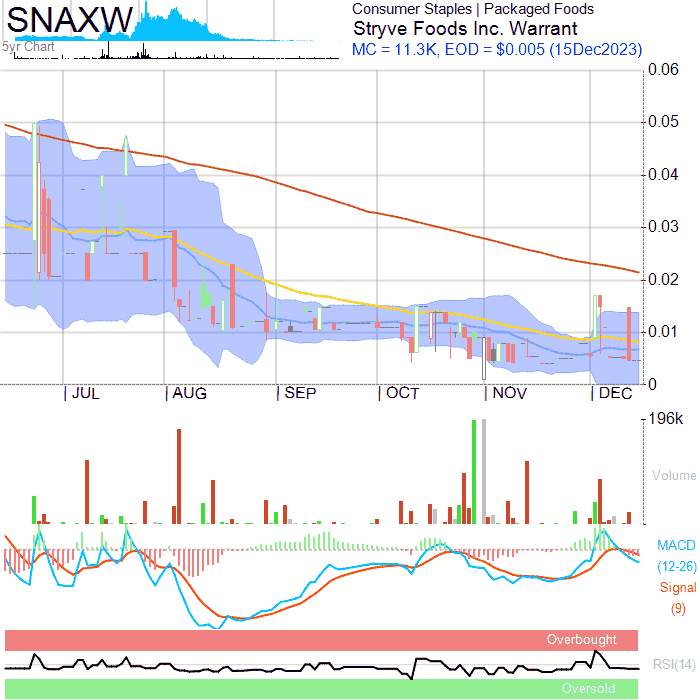 SNAXW
5yr Chart
Consumer Staples | Packaged Foods
Stryve Foods Inc. Warrant
MC = 11.3K, EOD = $0.005 (15Dec2023)
0.06
0.05
0.04
0.03
0.02
0.01
0
JUL AUG SEP OCT NOV DEC
196k
Volume
MACD
(12-26)
Signal
(9)
Overbought
RSI(14)
Oversold